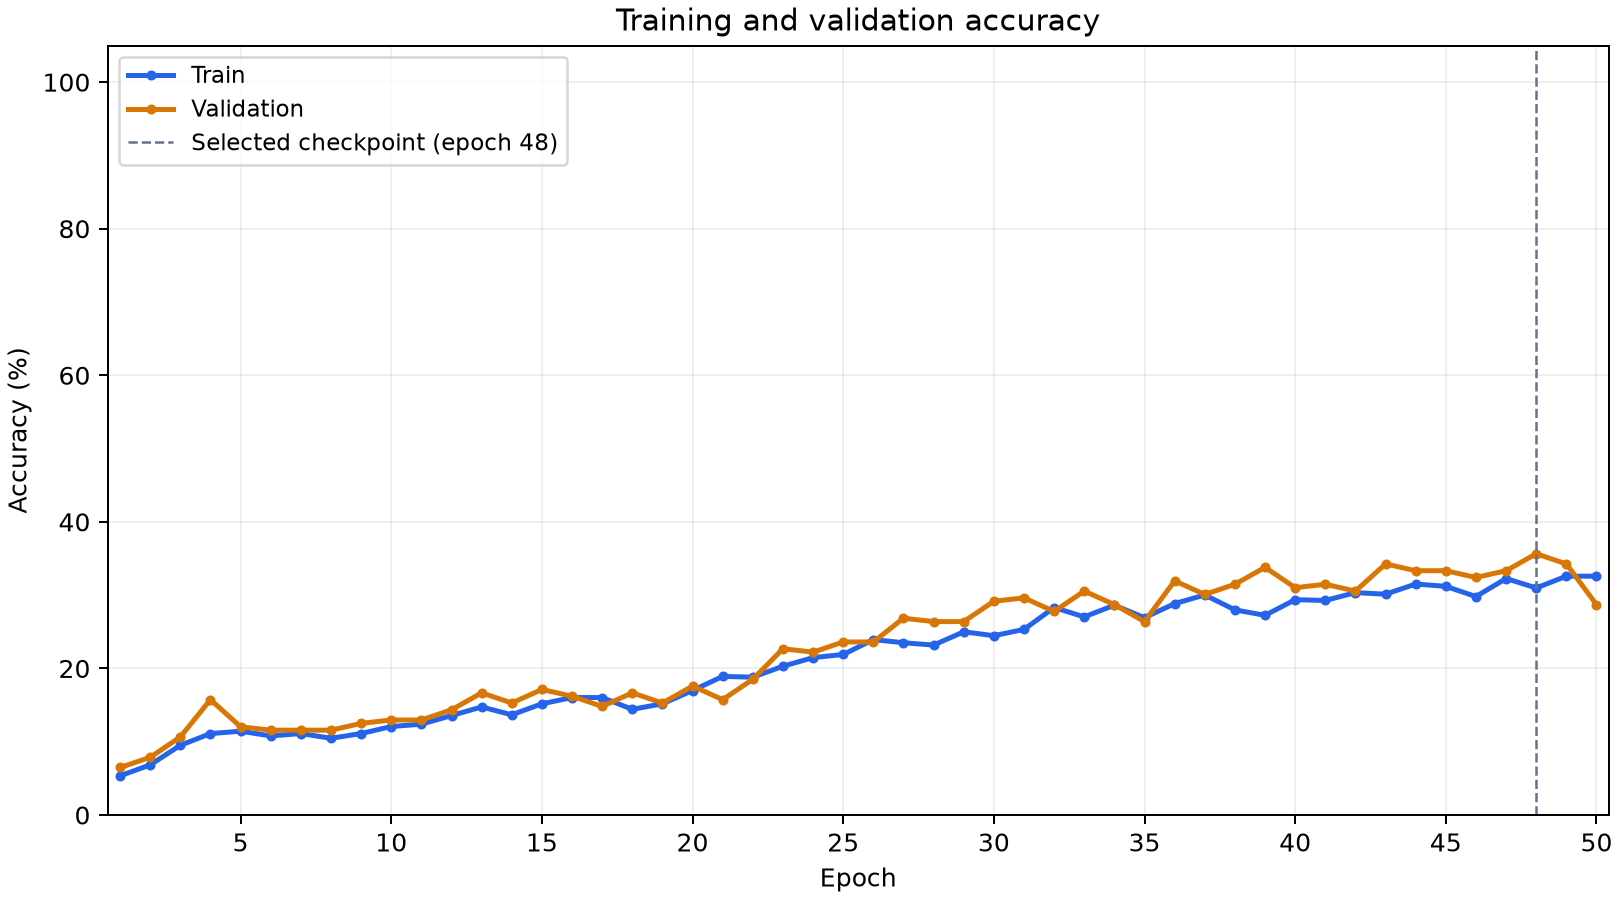 Training and validation accuracy
Train
Validation
Selected checkpoint (epoch 48)
Accuracy (%)
100
80
60
40
20
0
5 10 15 20 25 30 35 40 45 50
Epoch